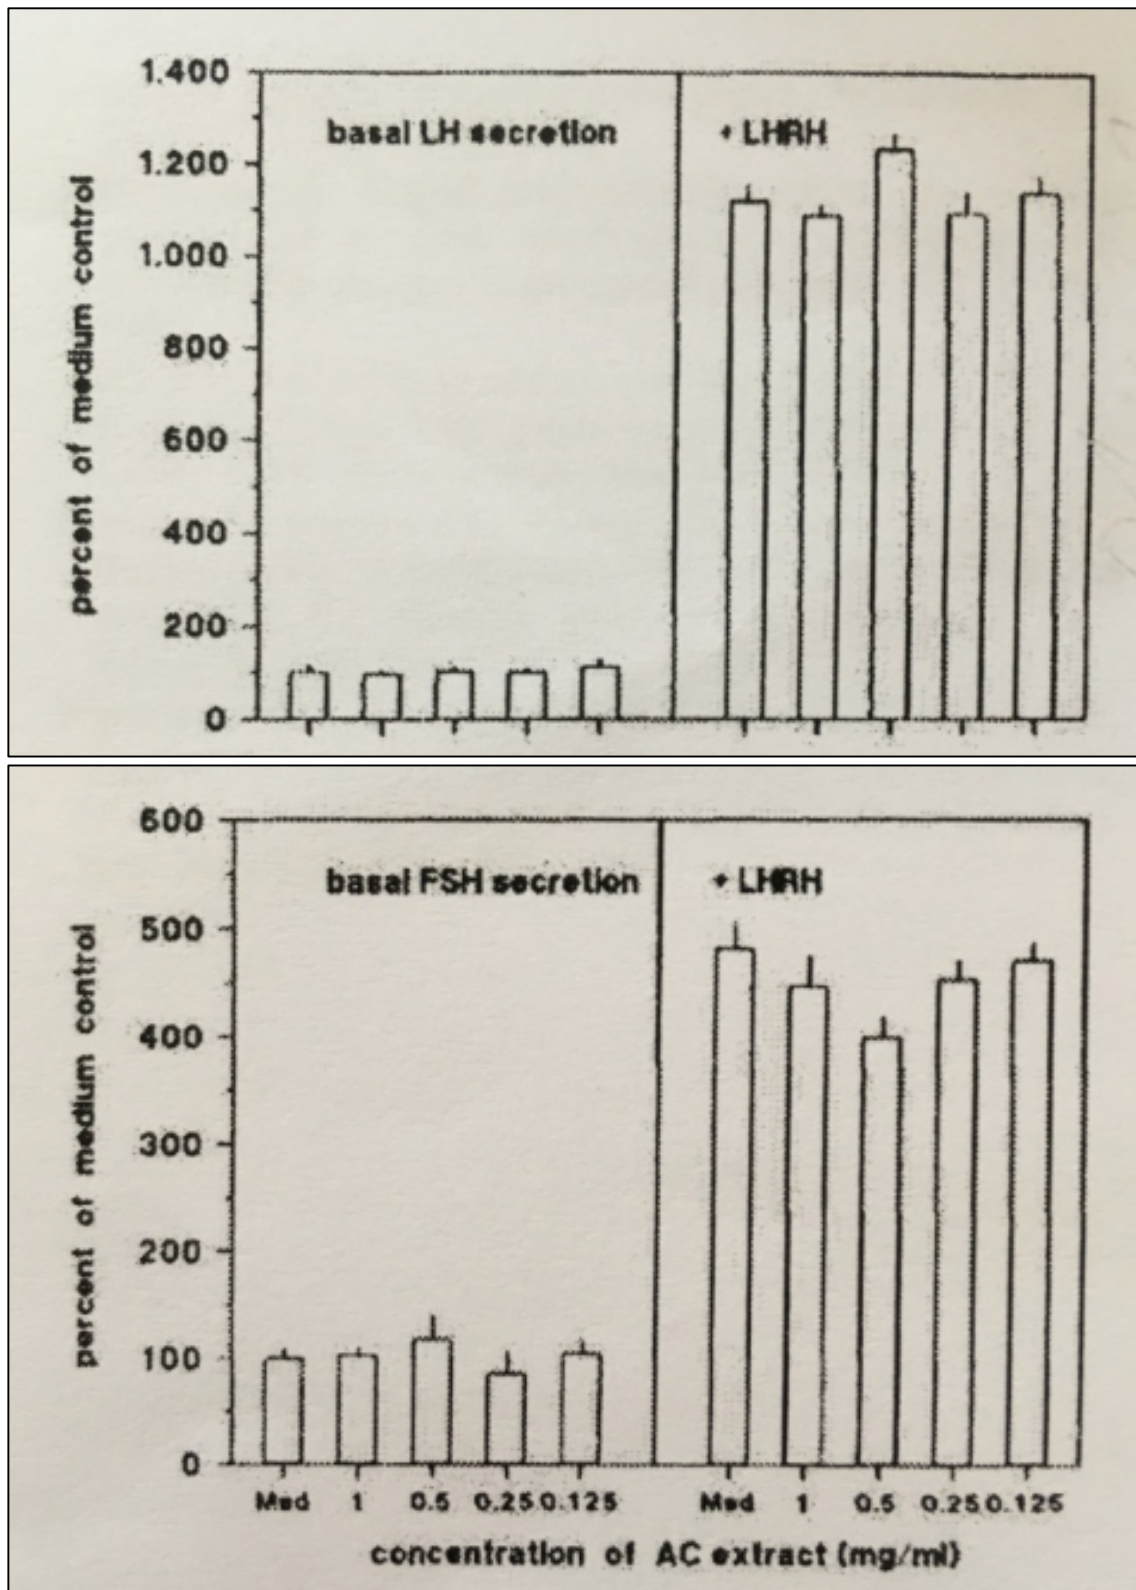 1.400
1.200
1.000
800
600
400
200
0
percent of medium control
basal LH secretion
+ LHRH
600
500
400
300
200
100
0
percent of medium control
basal FSH secretion
+ LHRH
Med 1 0.5 0.25 0.125
Med 1 0.5 0.25 0.125
concentration of AC extract (mg/ml)